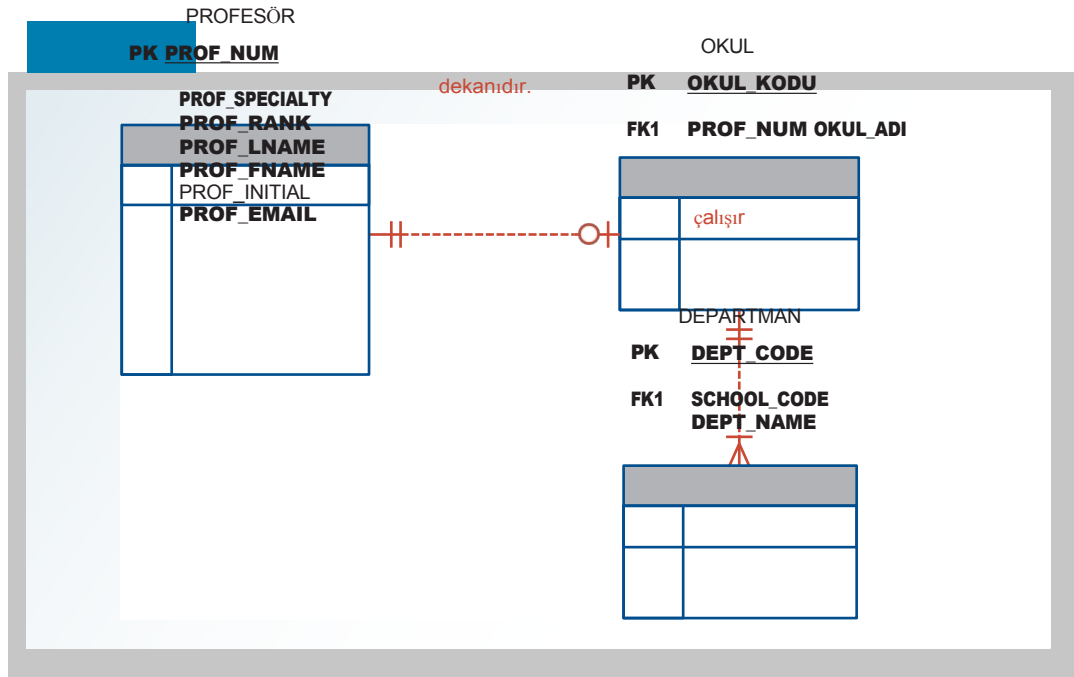 PROFESÖR
PK PROF_NUM
PROF_SPECIALTY
PROF_RANK
PROF_LNAME
PROF_FNAME
PROF_INITIAL
PROF_EMAIL
dekanıdır.
OKUL
PK OKUL_KODU
FK1 PROF_NUM OKUL_ADI
çalışır
DEPARTMAN
PK DEPT_CODE
FK1 SCHOOL_CODE
DEPT_NAME